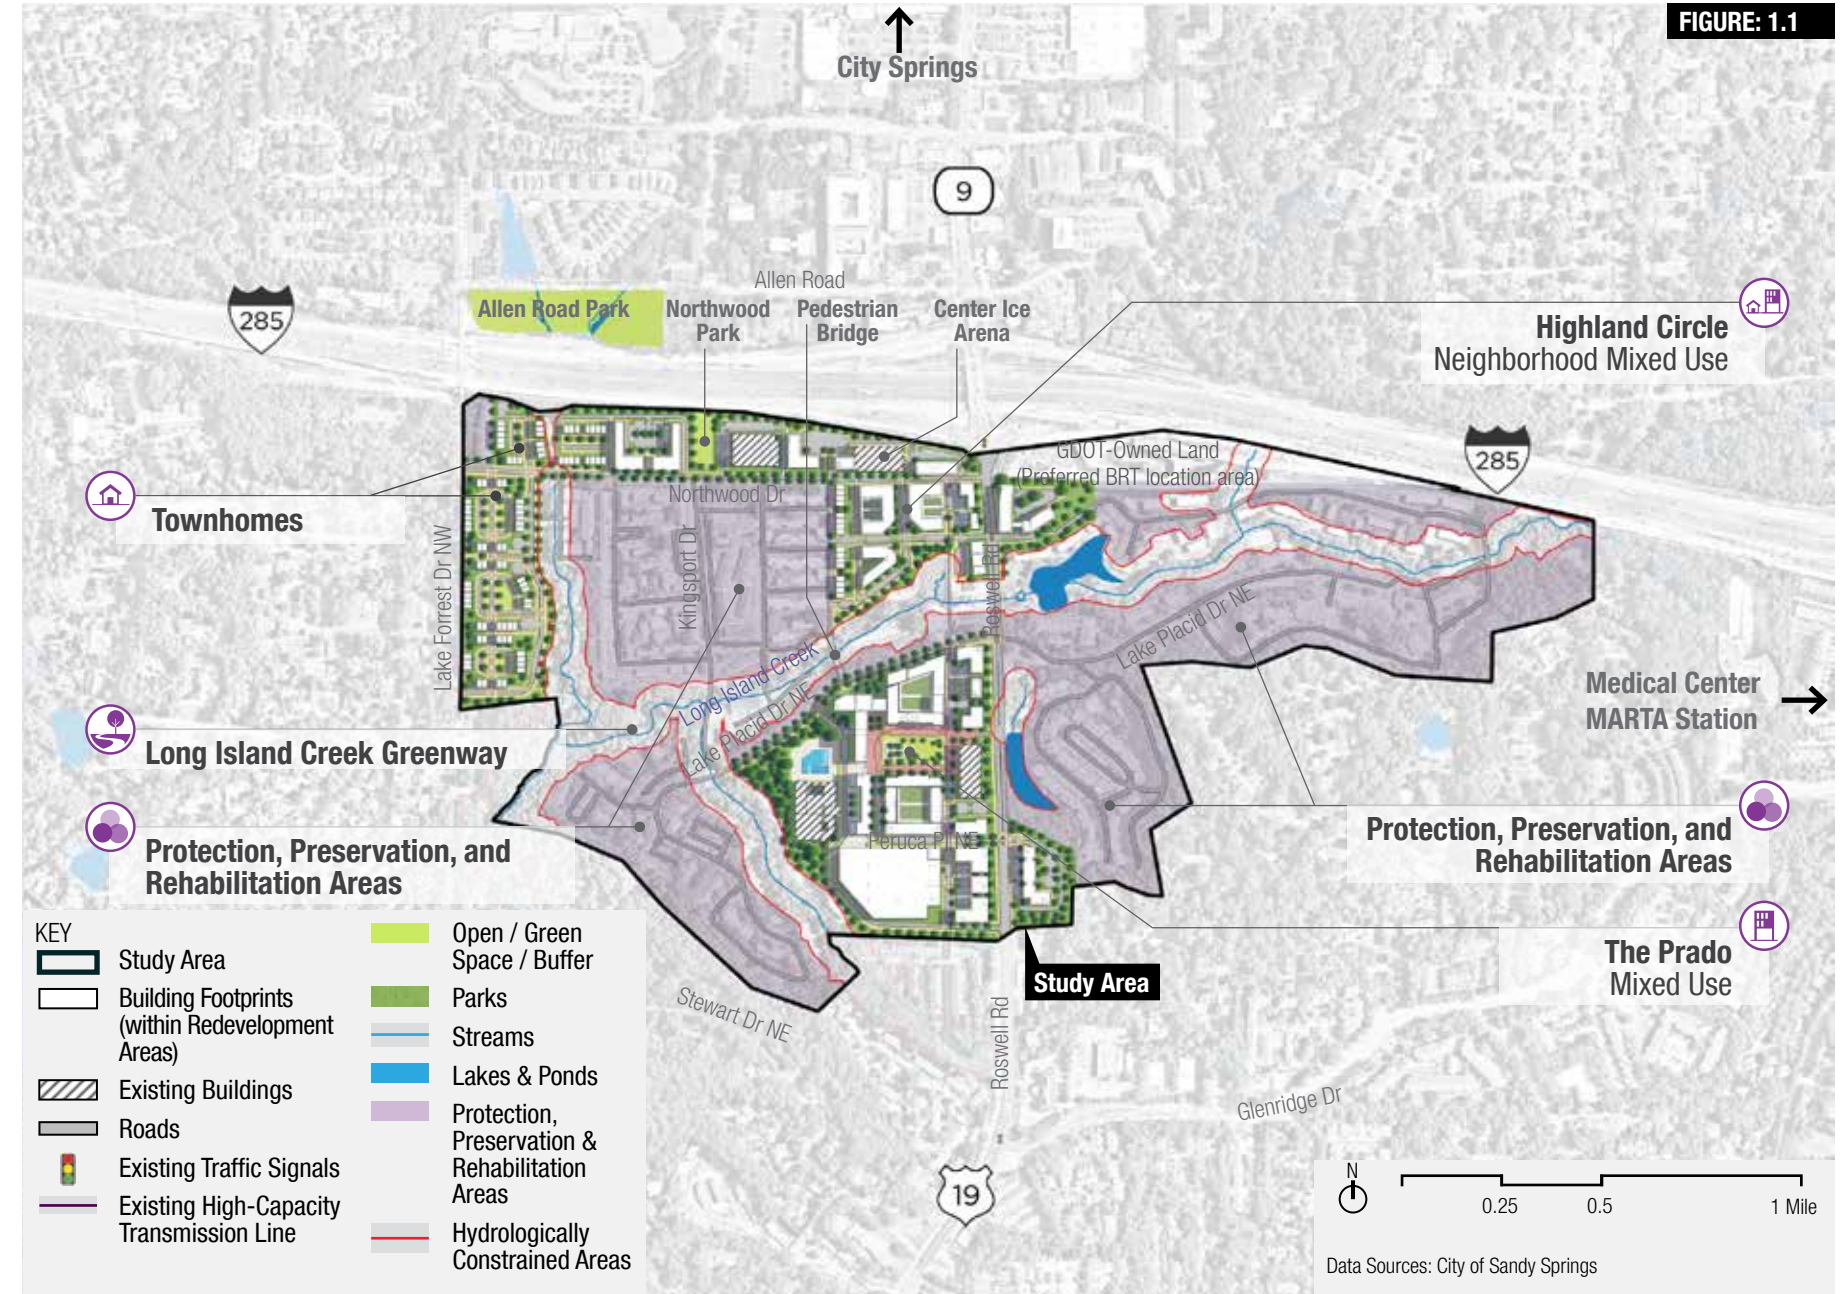 FIGURE: 1.1
City Springs
9
Allen Road
285
Allen Road Park
Northwood
Park
Pedestrian
Bridge
Center Ice
Arena
Highland Circle
Neighborhood Mixed Use
GDOT-Owned Land
(Preferred BRT location area)
285
Townhomes
Northwood Dr
Kingsport Dr
Lake Forrest Dr NW
Roswell Rd
Lake Placid Dr NE
Long Island Creek
Lake Placid Dr NE
Medical Center
MARTA Station
Long Island Creek Greenway
Protection, Preservation, and
Rehabilitation Areas
Peruca Pl NE
Protection, Preservation, and
Rehabilitation Areas
The Prado
Mixed Use
Study Area
Stewart Dr NE
Roswell Rd
Glenridge Dr
19
KEY
Study Area
Building Footprints
(within Redevelopment
Areas)
Existing Buildings
Roads
Existing Traffic Signals
Existing High-Capacity
Transmission Line
Open / Green
Space / Buffer
Parks
Streams
Lakes & Ponds
Protection,
Preservation &
Rehabilitation
Areas
Hydrologically
Constrained Areas
N
0.25
0.5
1 Mile
Data Sources: City of Sandy Springs